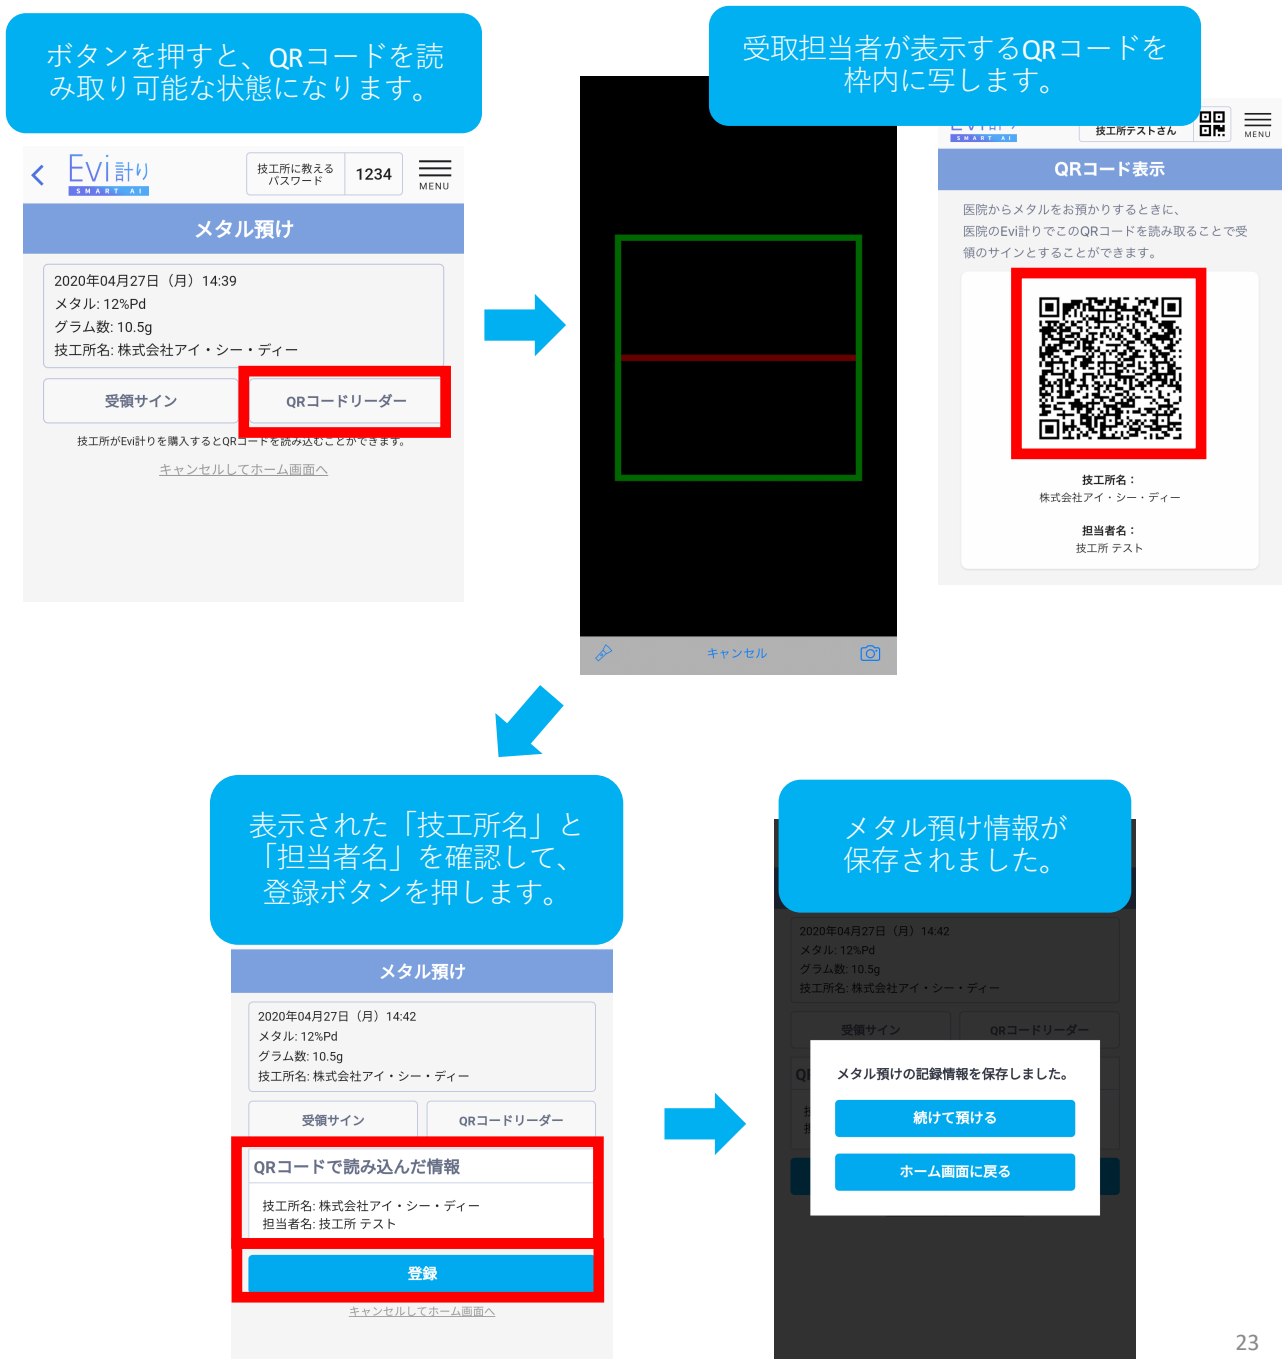 ボタンを押すと、QRコードを読
み取り可能な状態になります。
Evi計り
SMART AI
技工所に教える
パスワード
1234
MENU
メタル預け
2020年04月27日（月）14:39
メタル: 12%Pd
グラム数: 10.5g
技工所名: 株式会社アイ・シー・ディー
受領サイン
QRコードリーダー
技工所がEvi計りを購入するとQRコードを読み込むことができます。
キャンセルしてホーム画面へ
受取担当者が表示するQRコードを
枠内に写します。
キャンセル
Evi計り
SMART AI
技工所テストさん
MENU
QRコード表示
医院からメタルをお預かりするときに、
医院のEvi計りでこのQRコードを読み取ることで受
領のサインとすることができます。
技工所名：
株式会社アイ・シー・ディー
担当者名：
技工所 テスト
表示された「技工所名」と
「担当者名」を確認して、
登録ボタンを押します。
メタル預け
2020年04月27日（月）14:42
メタル: 12%Pd
グラム数: 10.5g
技工所名: 株式会社アイ・シー・ディー
受領サイン
QRコードリーダー
QRコードで読み込んだ情報
技工所名: 株式会社アイ・シー・ディー
担当者名: 技工所 テスト
登録
キャンセルしてホーム画面へ
メタル預け情報が
保存されました。
2020年04月27日（月）14:42
メタル: 12%Pd
グラム数: 10.5g
技工所名: 株式会社アイ・シー・ディー
受領サイン
QRコードリーダー
メタル預けの記録情報を保存しました。
続けて預ける
ホーム画面に戻る
23